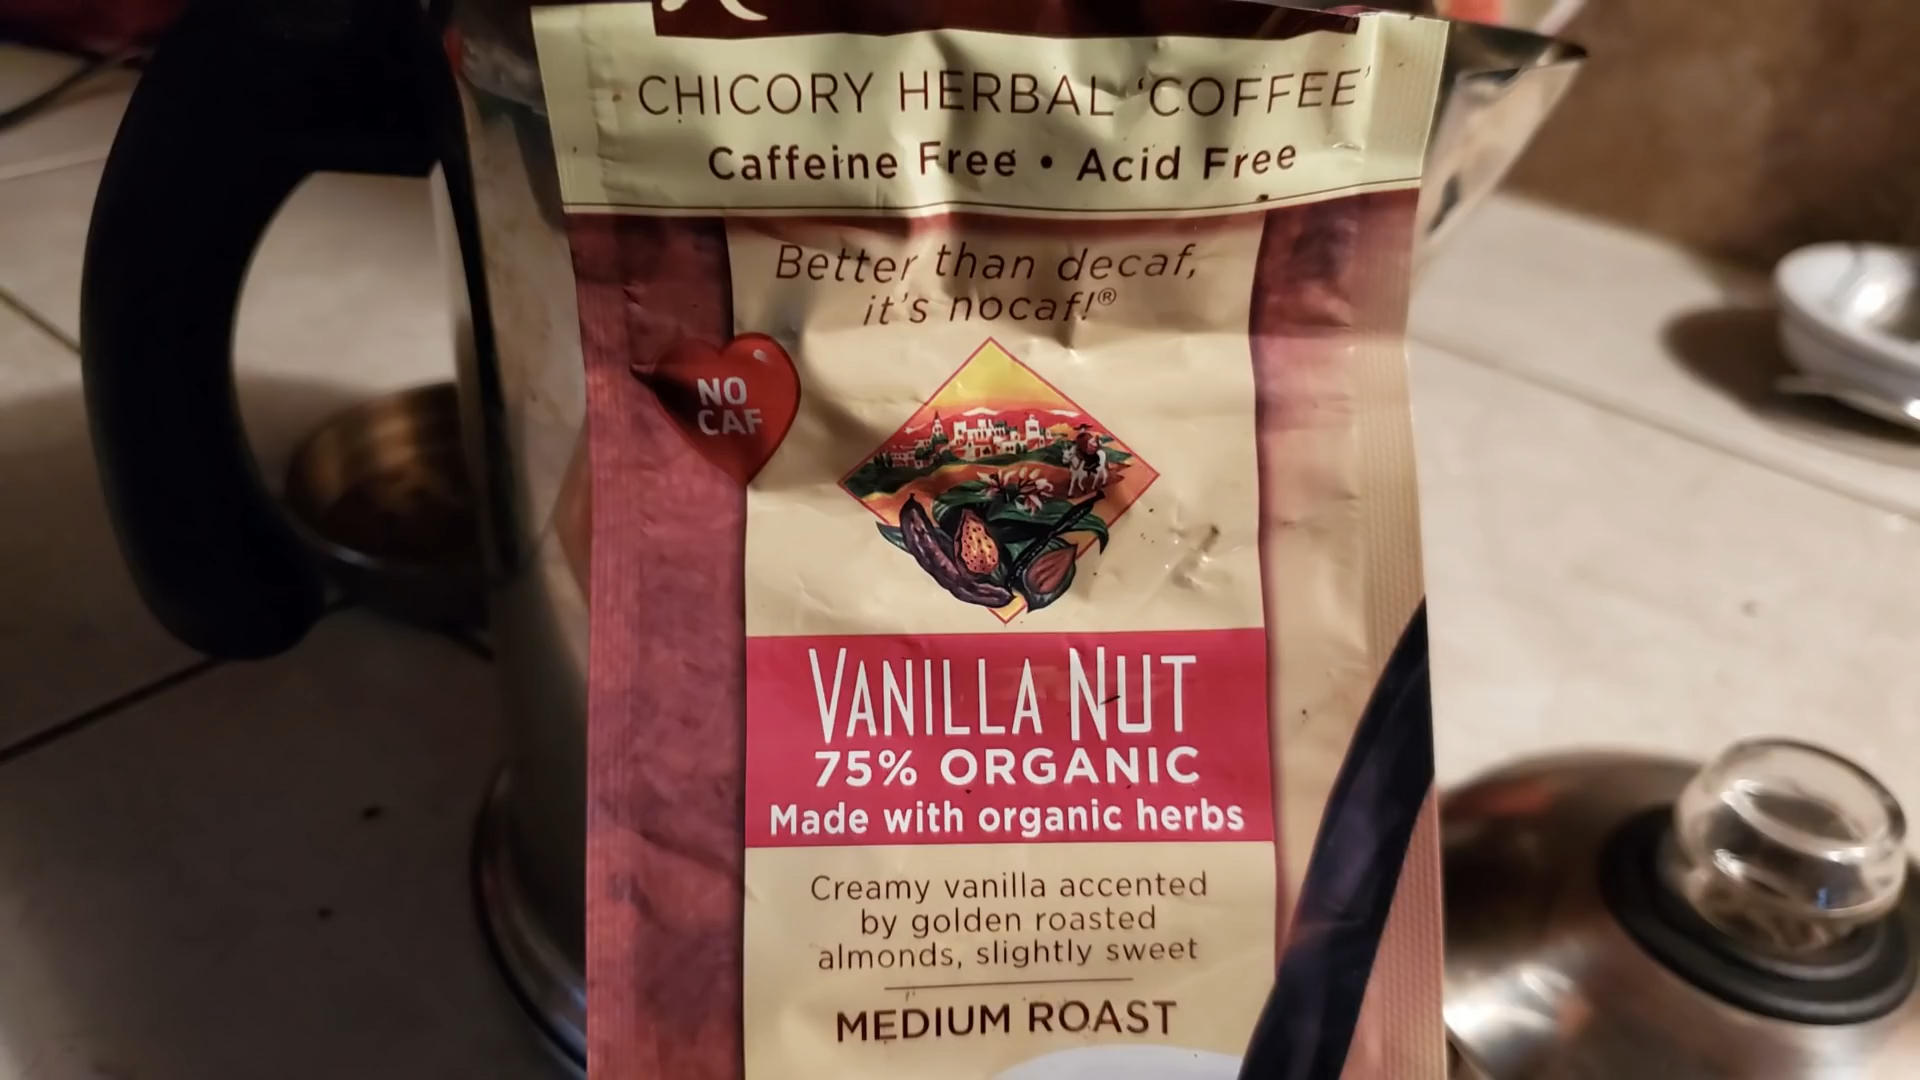 CHICORY HERBAL 'COFFEE'
Caffeine Free • Acid Free
Better than decaf,
it's nocaf!®
NO
CAF
VANILLA NUT
75% ORGANIC
Made with organic herbs
Creamy vanilla accented
by golden roasted
almonds, slightly sweet
MEDIUM ROAST